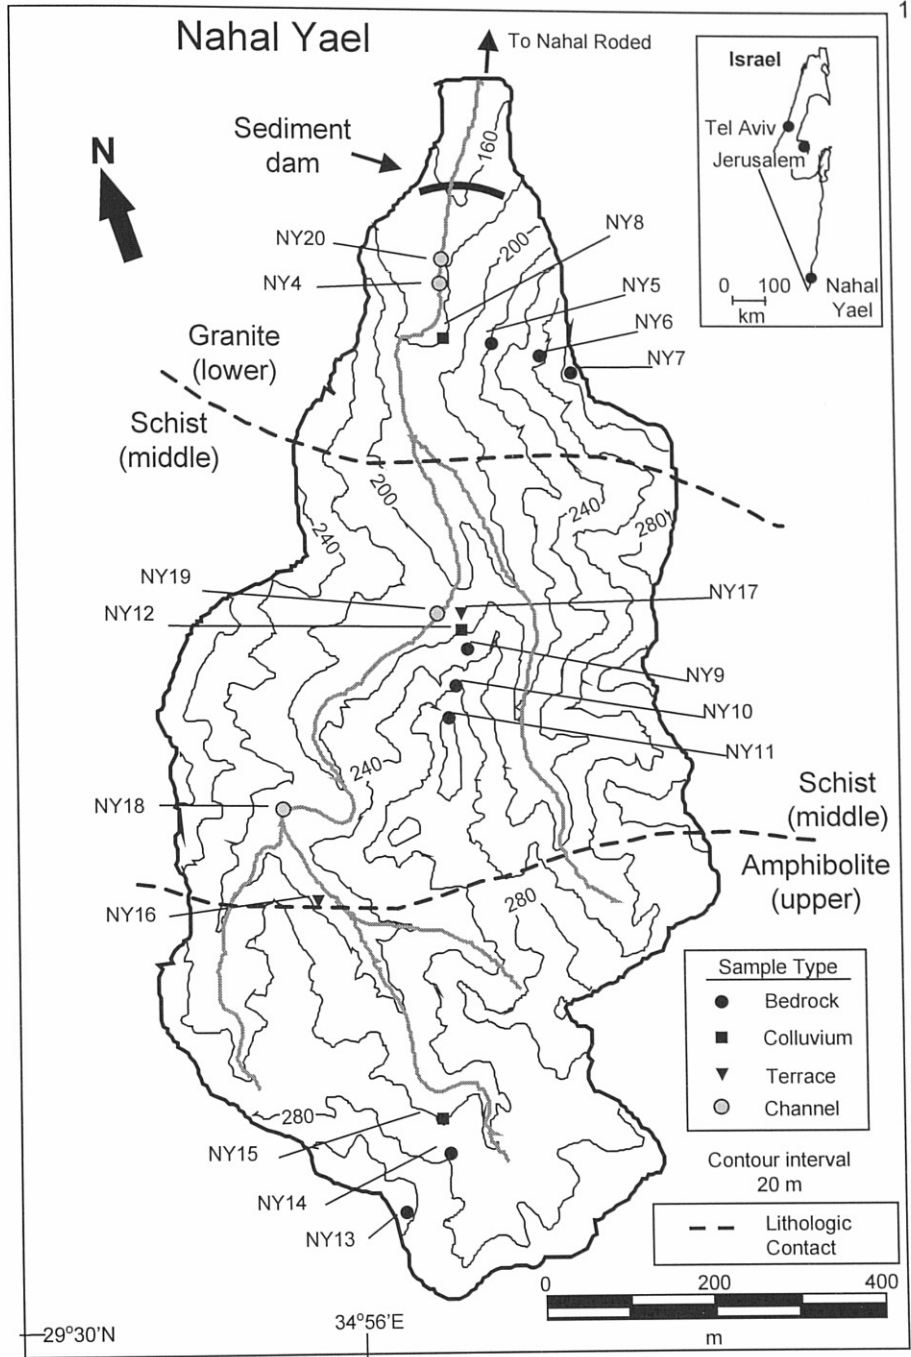 1
Nahal Yael
To Nahal Roded
Israel
Tel Aviv
Jerusalem
0 100
km
Nahal
Yael
N
Sediment
dam
160
NY20
NY4
200
NY8
NY5
NY6
NY7
Granite
(lower)
Schist
(middle)
200
240
240
280
NY19
NY12
NY17
NY9
NY10
NY11
240
NY18
Schist
(middle)
Amphibolite
(upper)
NY16
280
280
NY15
NY14
NY13
Sample Type
Bedrock
Colluvium
Terrace
Channel
Contour interval
20 m
Lithologic
Contact
0 200 400
m
29°30'N
34°56'E